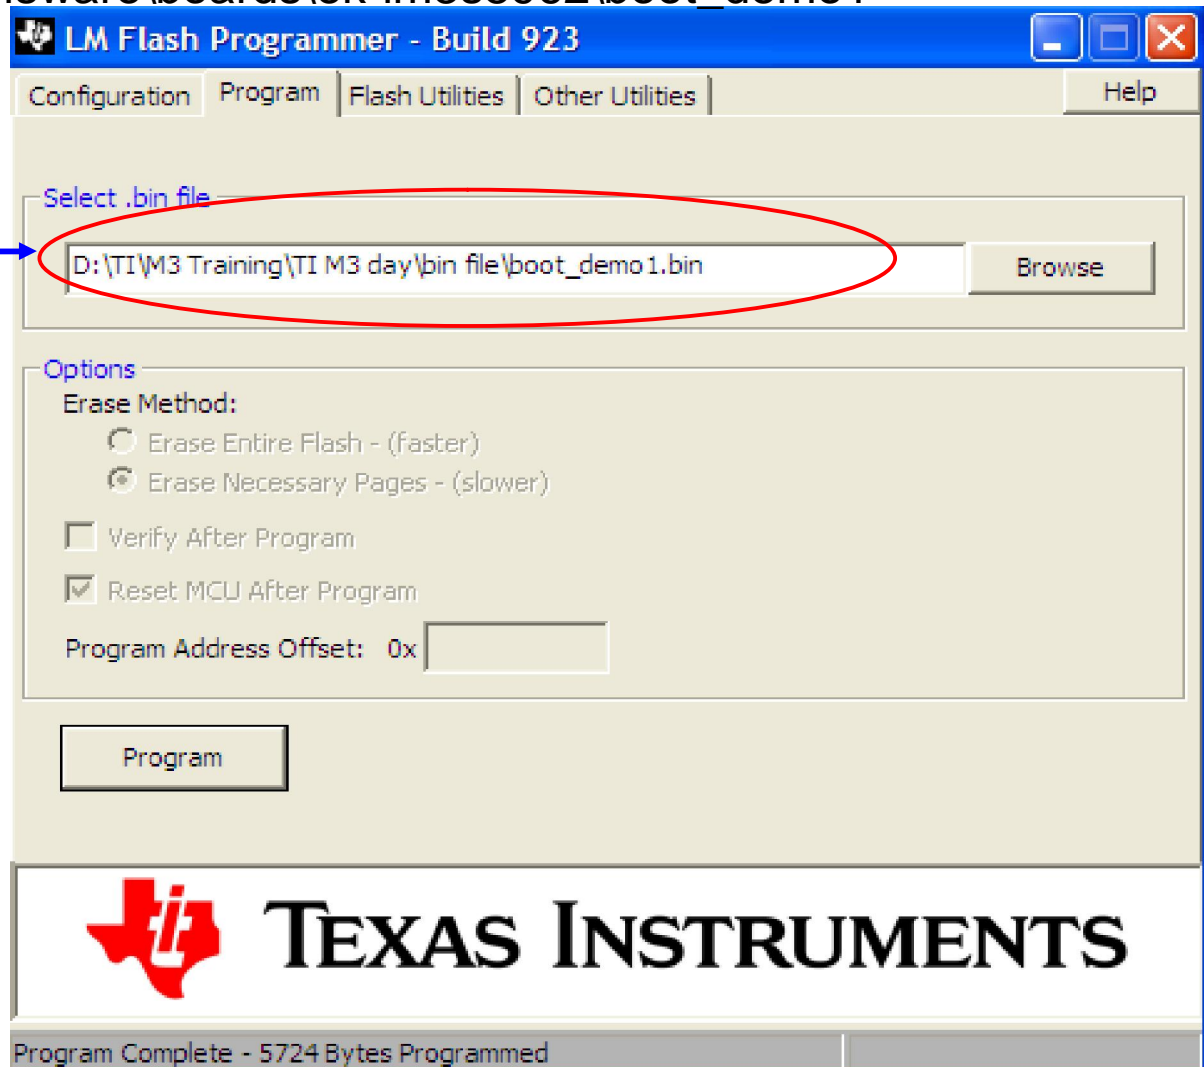 LM Flash Programmer - Build 923
Configuration Program Flash Utilities Other Utilities Help
Select .bin file
D:\TI\M3 Training\TI M3 day\bin file\boot_demo1.bin Browse
Options
Erase Method:
Erase Entire Flash - (faster)
Erase Necessary Pages - (slower)
Verify After Program
Reset MCU After Program
Program Address Offset: 0x
Program
TEXAS INSTRUMENTS
Program Complete - 5724 Bytes Programmed